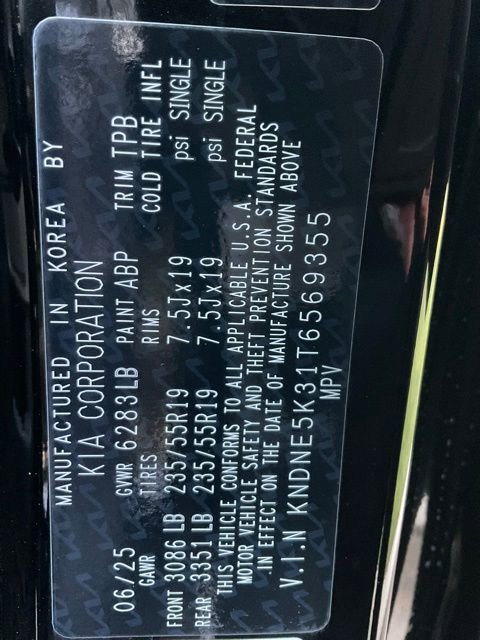 MANUFACTURED IN KOREA BY
KIA CORPORATION
06/25 GVWR 6283LB PAINT ABP TRIM TPB
GAWR TIRES RIMS COLD TIRE INFL
FRONT 3086 LB 235/55R19 7.5Jx19 psi SINGLE
REAR 3351LB 235/55R19 7.5Jx19 psi SINGLE
THIS VEHICLE CONFORMS TO ALL APPLICABLE U.S.A. FEDERAL
MOTOR VEHICLE SAFETY AND THEFT PREVENTION STANDARDS
IN EFFECT ON THE DATE OF MANUFACTURE SHOWN ABOVE
V.I.N KNDNE5K31T6569355
MPV